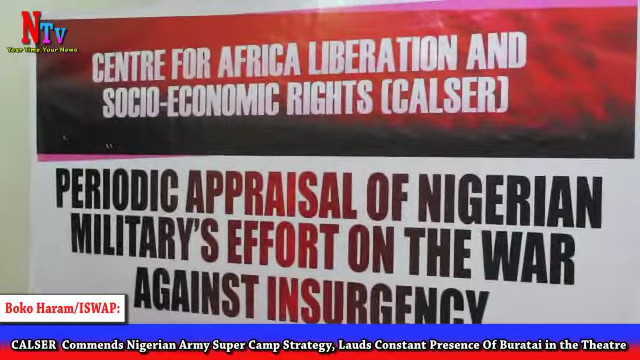 NTv
Your Time.Your News
CENTRE FOR AFRICA LIBERATION AND
SOCIO-ECONOMIC RIGHTS (CALSER)
PERIODIC APPRAISAL OF NIGERIAN
MILITARY'S EFFORT ON THE WAR
AGAINST INSURGENCY
Boko Haram/ISWAP:
CALSER Commends Nigerian Army Super Camp Strategy, Lauds Constant Presence Of Buratai in the Theatre